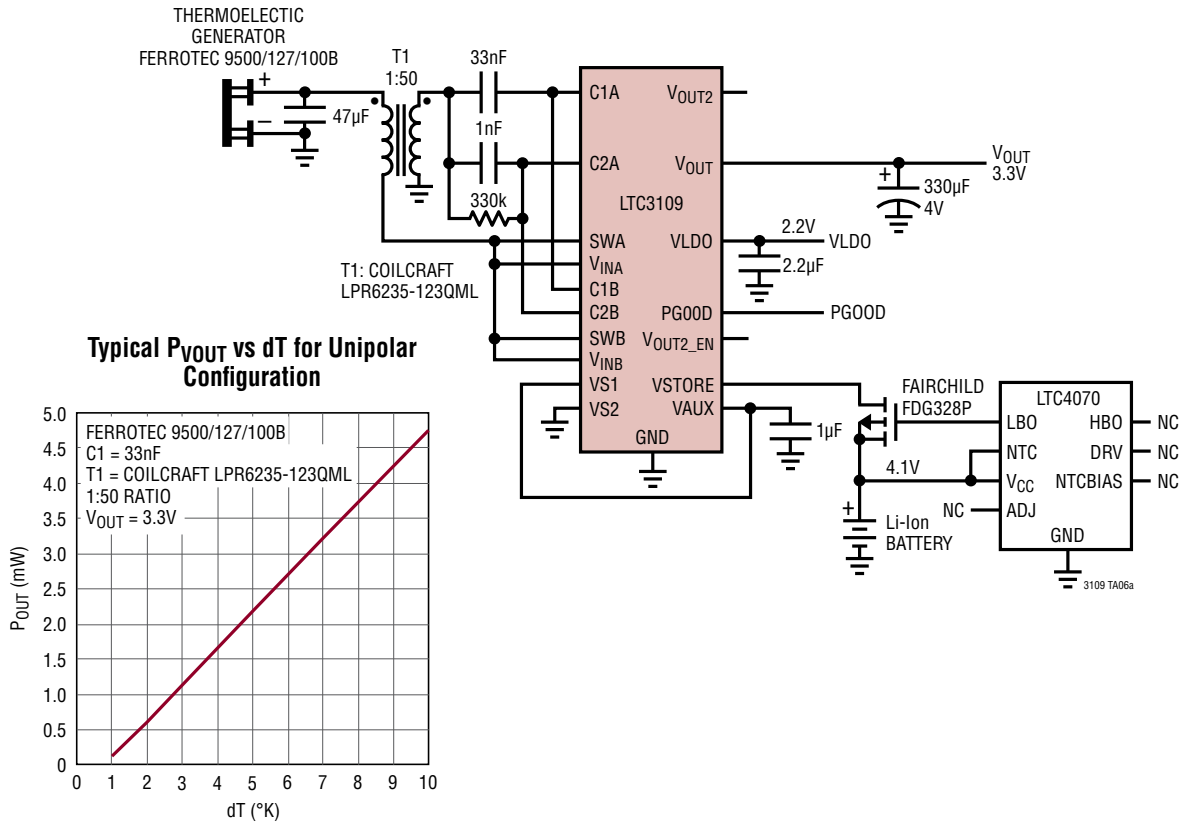 THERMOELECTIC
GENERATOR
FERROTEC 9500/127/100B
+
–
47µF
T1
1:50
33nF
1nF
330k
T1: COILCRAFT
LPR6235-123QML
C1A
C2A
SWA
VINA
C1B
C2B
SWB
VINB
VS1
VS2
LTC3109
GND
VOUT2
VOUT
VLDO
PG00D
VOUT2_EN
VSTORE
VAUX
VOUT
3.3V
+
330µF
4V
2.2V
VLDO
2.2µF
PGOOD
1µF
FAIRCHILD
FDG328P
4.1V
+
Li-Ion
BATTERY
NC
LTC4070
LBO
NTC
VCC
ADJ
HBO
DRV
NTCBIAS
GND
NC
NC
NC
3109 TA06a
Typical PVOUT vs dT for Unipolar
Configuration
FERROTEC 9500/127/100B
C1 = 33nF
T1 = COILCRAFT LPR6235-123QML
1:50 RATIO
VOUT = 3.3V
POUT (mW)
5.0
4.5
4.0
3.5
3.0
2.5
2.0
1.5
1.0
0.5
0
0 1 2 3 4 5 6 7 8 9 10
dT (°K)